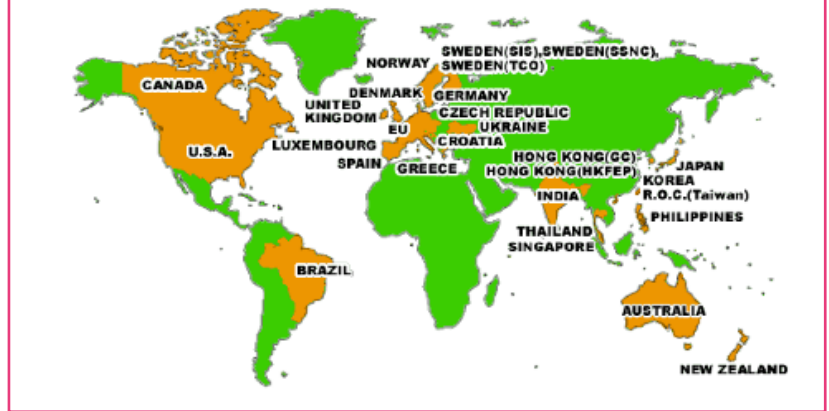 SWEDEN(SIS),SWEDEN(SSNC),
SWEDEN(TCO)
NORWAY
CANADA
DENMARK
GERMANY
UNITED
KINGDOM
CZECH REPUBLIC
EU
UKRAINE
LUXEMBOURG
CROATIA
U.S.A.
SPAIN
GREECE
HONG KONG(GC)
HONG KONG(HKFEP)
JAPAN
KOREA
R.O.C.(Taiwan)
INDIA
PHILIPPINES
THAILAND
SINGAPORE
BRAZIL
AUSTRALIA
NEW ZEALAND